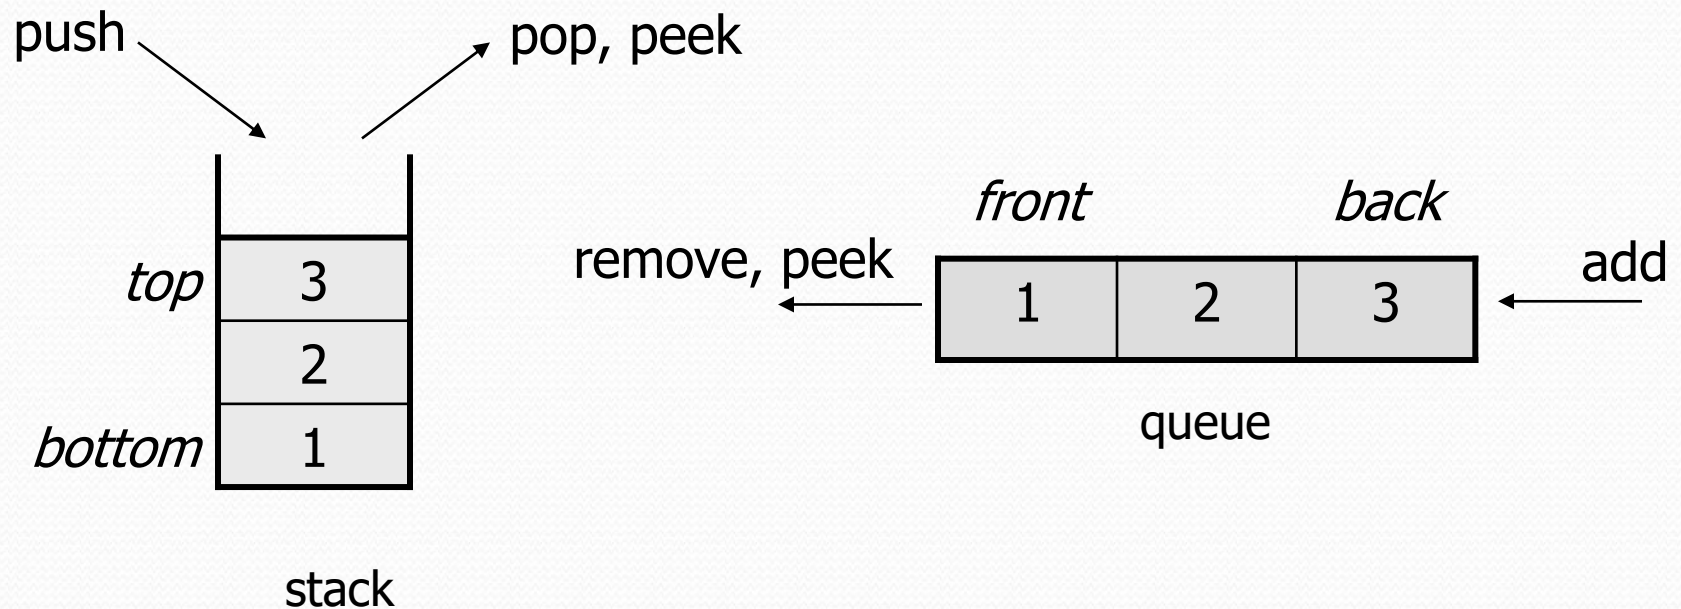 push
pop, peek
top 3
2
bottom 1
stack
front back
remove, peek
add
1 2 3
queue